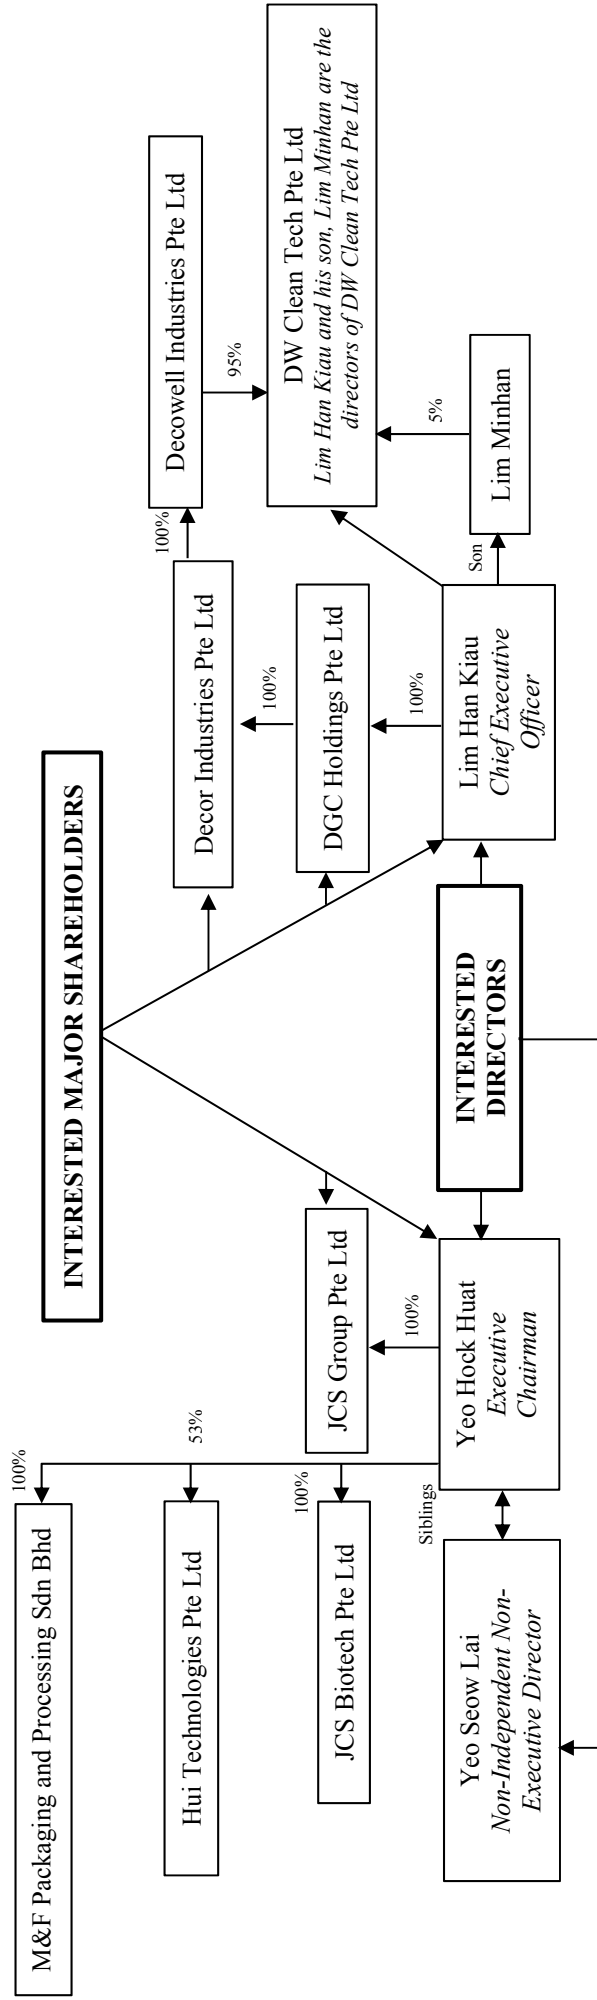 INTERESTED MAJOR SHAREHOLDERS
M&F Packaging and Processing Sdn Bhd
100%
Hui Technologies Pte Ltd
53%
JCS Biotech Pte Ltd
100%
JCS Group Pte Ltd
100%
Siblings
Yeo Seow Lai
Non-Independent Non-
Executive Director
Yeo Hock Huat
Executive
Chairman
INTERESTED
DIRECTORS
Lim Han Kiau
Chief Executive
Officer
Son
Lim Minhan
5%
100%
DGC Holdings Pte Ltd
100%
Decor Industries Pte Ltd
100%
Decowell Industries Pte Ltd
95%
DW Clean Tech Pte Ltd
Lim Han Kiau and his son, Lim Minhan are the
directors of DW Clean Tech Pte Ltd